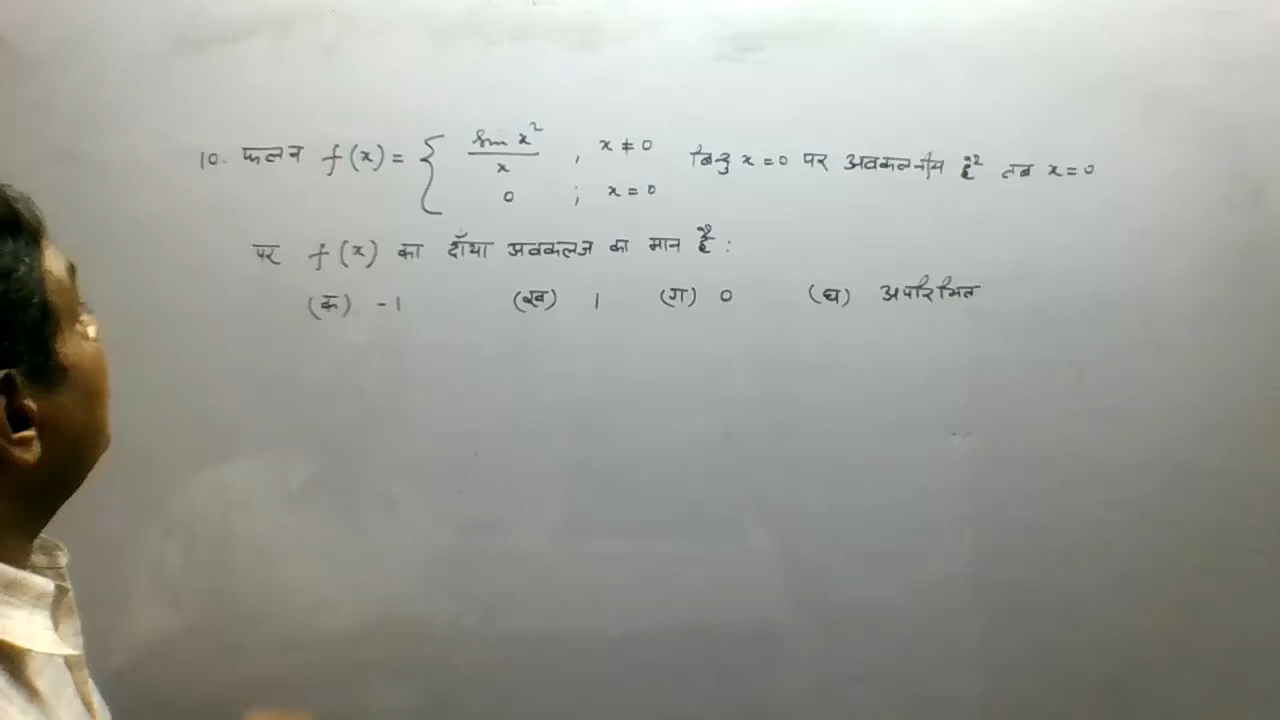 10. फलन f(x) = { sin x² / x , x ≠ 0 बिन्दु x = 0 पर अवकलनीय है तब x = 0
0 ; x = 0
पर f(x) का दाँया अवकलज का मान है :
(क) -1 (ख) 1 (ग) 0 (घ) अपरिमित